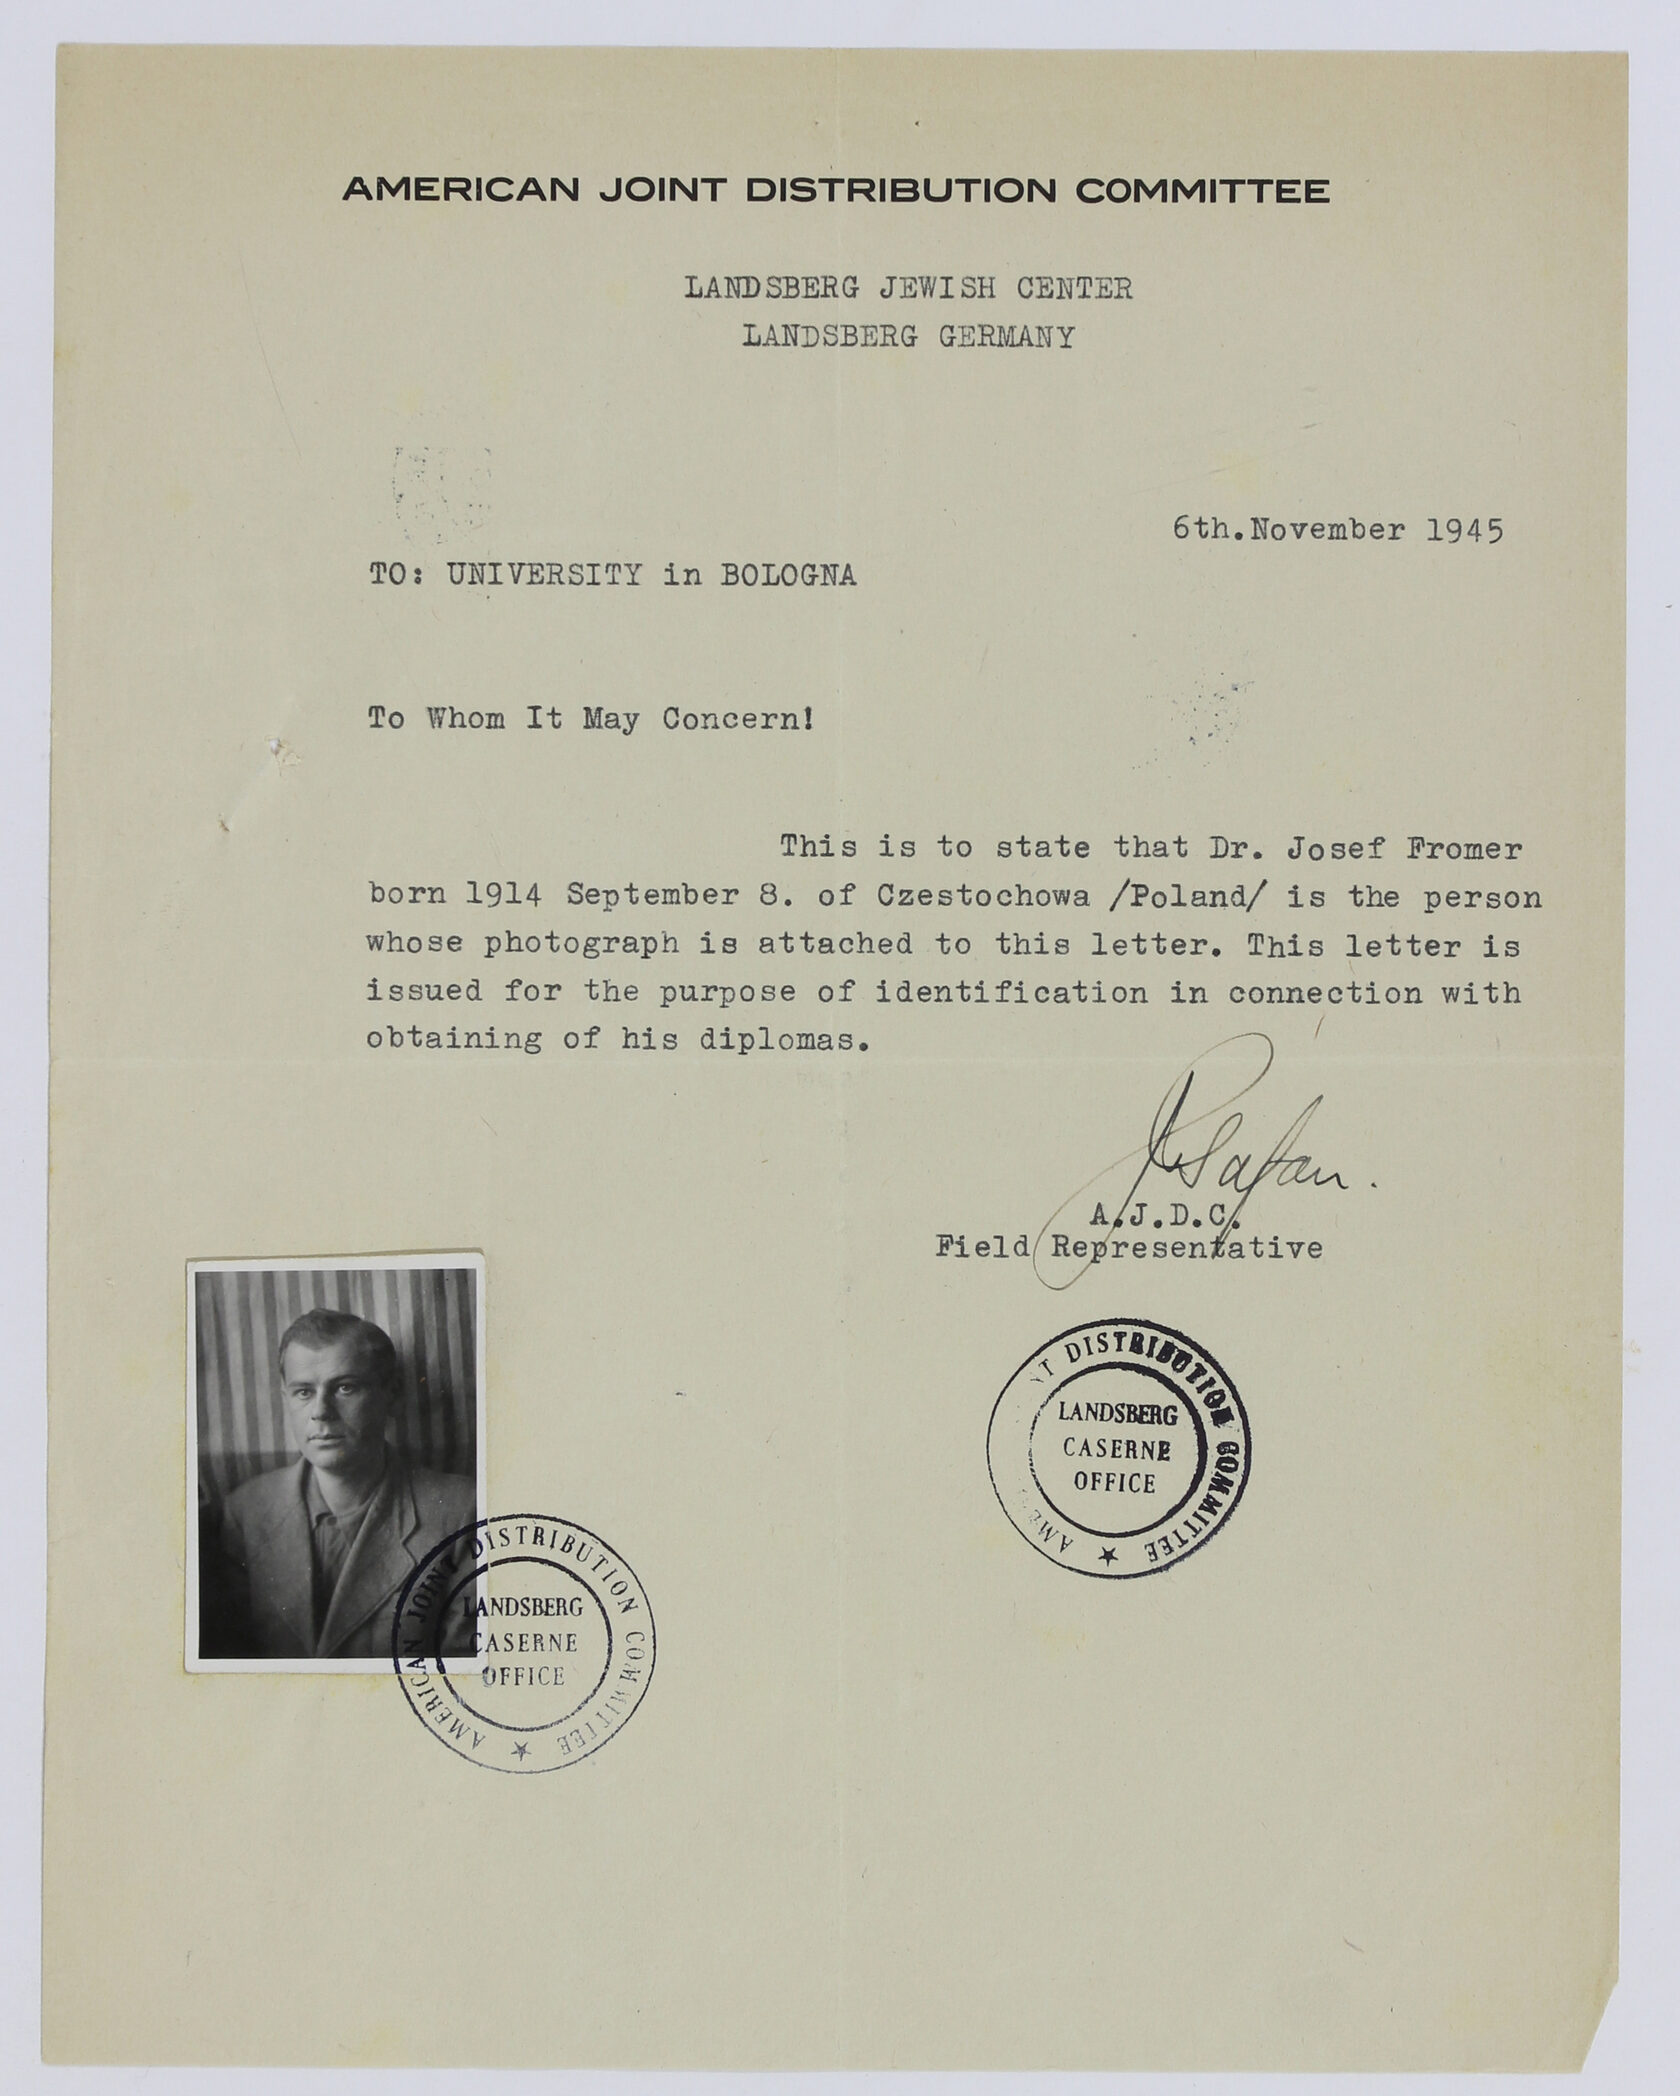 AMERICAN JOINT DISTRIBUTION COMMITTEE
LANDSBERG JEWISH CENTER
LANDSBERG GERMANY
6th.November 1945
TO: UNIVERSITY in BOLOGNA
To Whom It May Concern!
This is to state that Dr. Josef Fromer
born 1914 September 8. of Czestochowa /Poland/ is the person
whose photograph is attached to this letter. This letter is
issued for the purpose of identification in connection with
obtaining of his diplomas.
A.J.D.C.
Field Representative
DISTRIBUTION COMMITTEE
LANDSBERG
CASERNE
OFFICE
AMERICAN JOINT DISTRIBUTION COMMITTEE
LANDSBERG
CASERNE
OFFICE